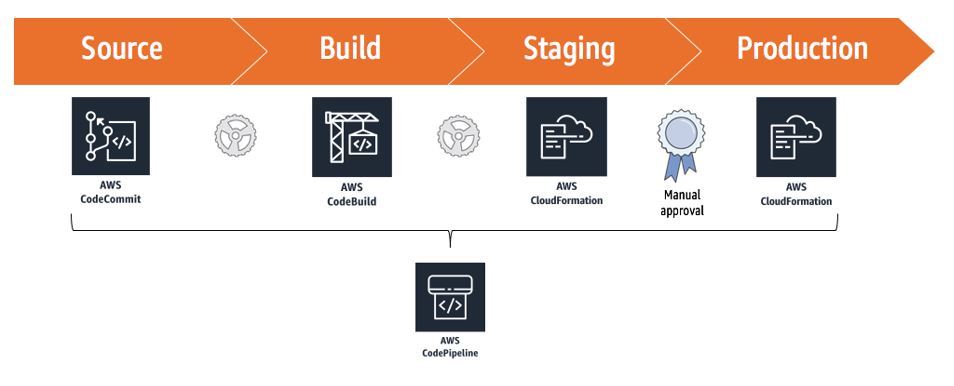 Source
Build
Staging
Production
</>
</>
AWS
CodeCommit
AWS
CodeBuild
AWS
CloudFormation
Manual
approval
AWS
CloudFormation
</>
AWS
CodePipeline